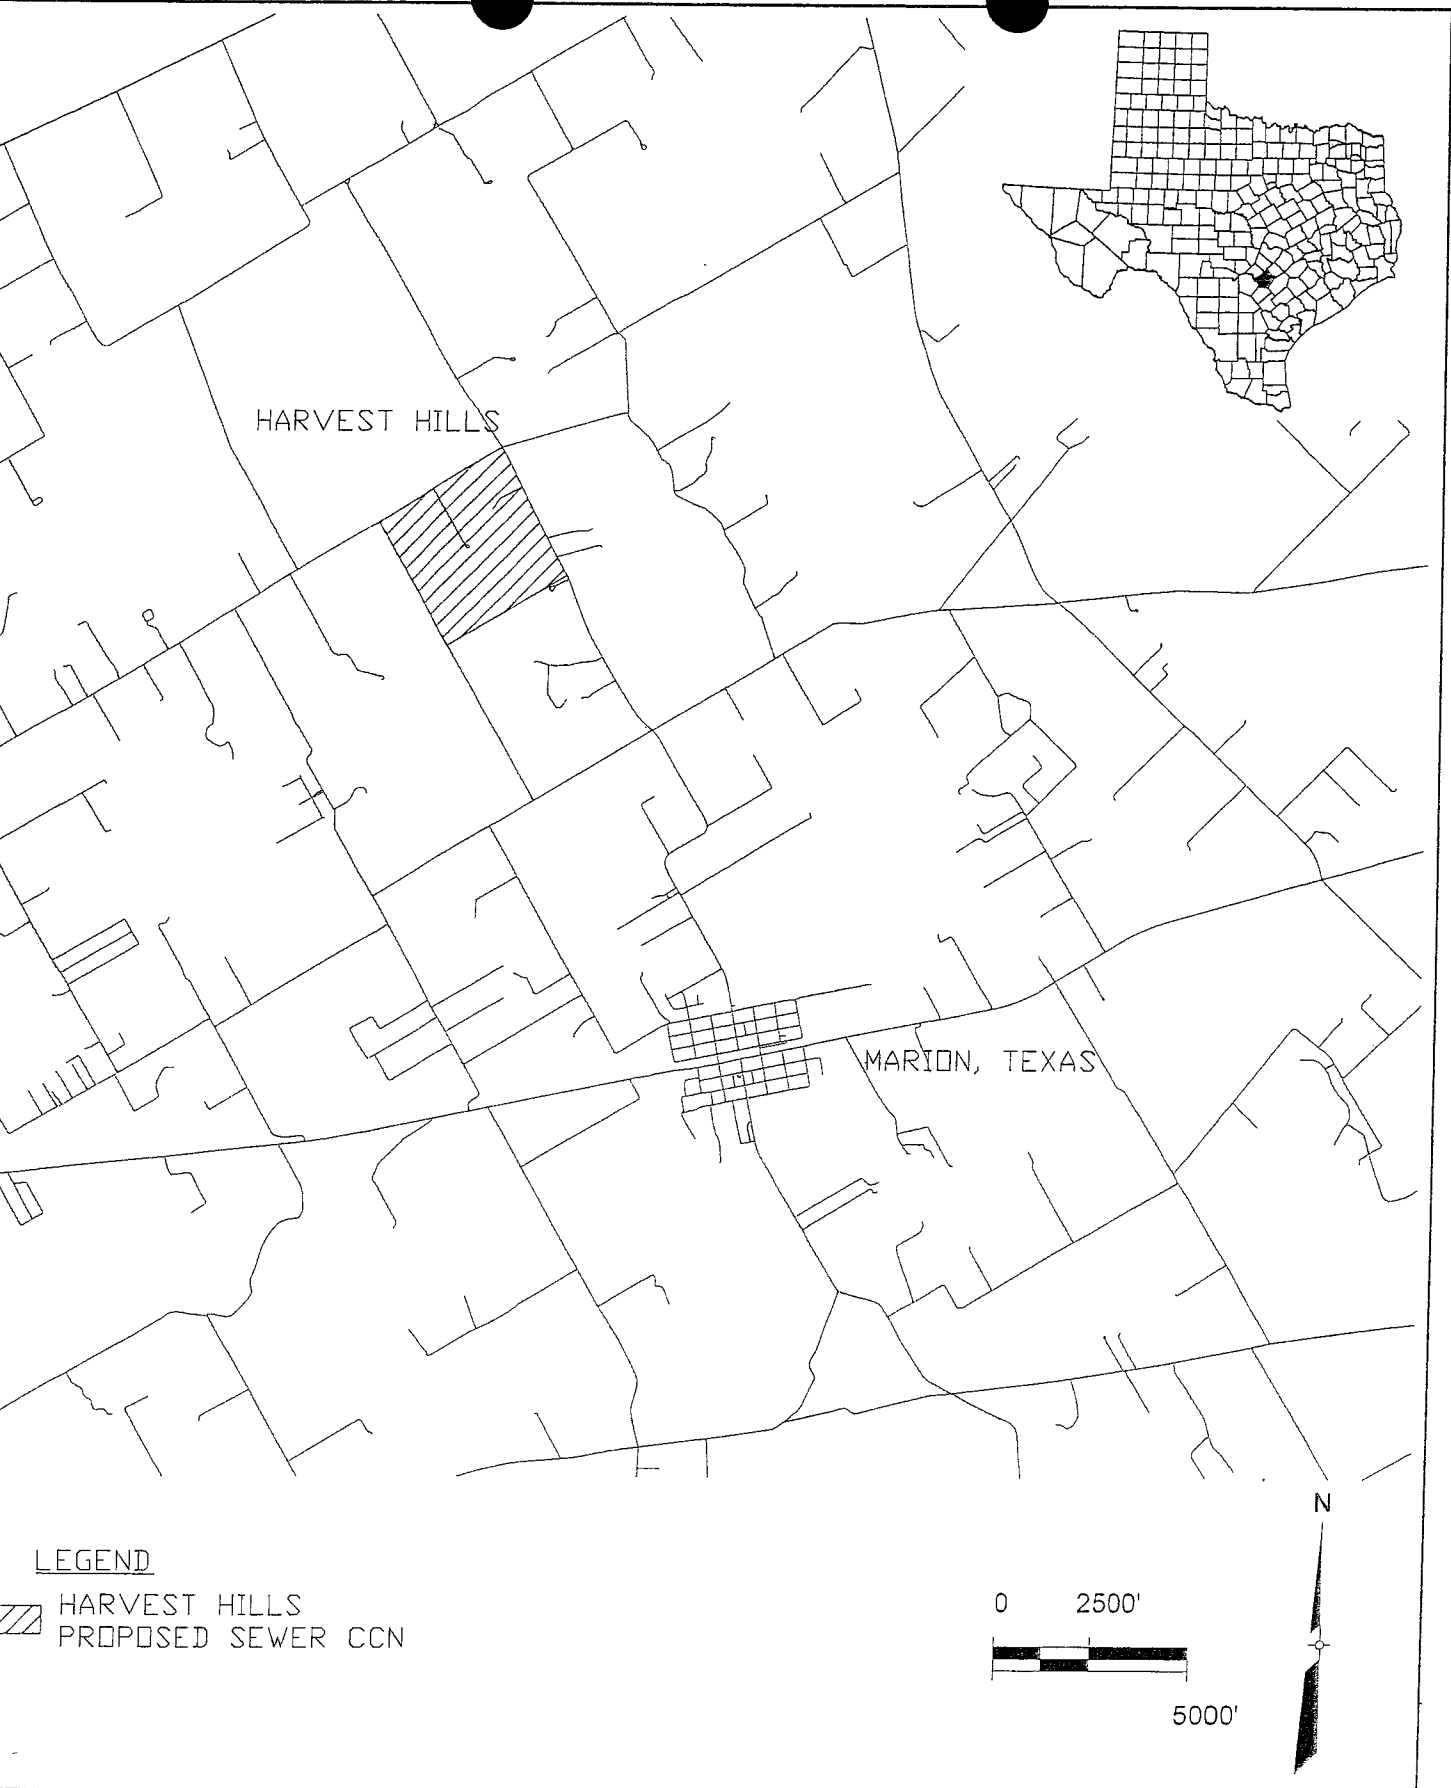 HARVEST HILLS
MARION, TEXAS
N
LEGEND
HARVEST HILLS
PROPOSED SEWER CCN
0 2500'
5000'